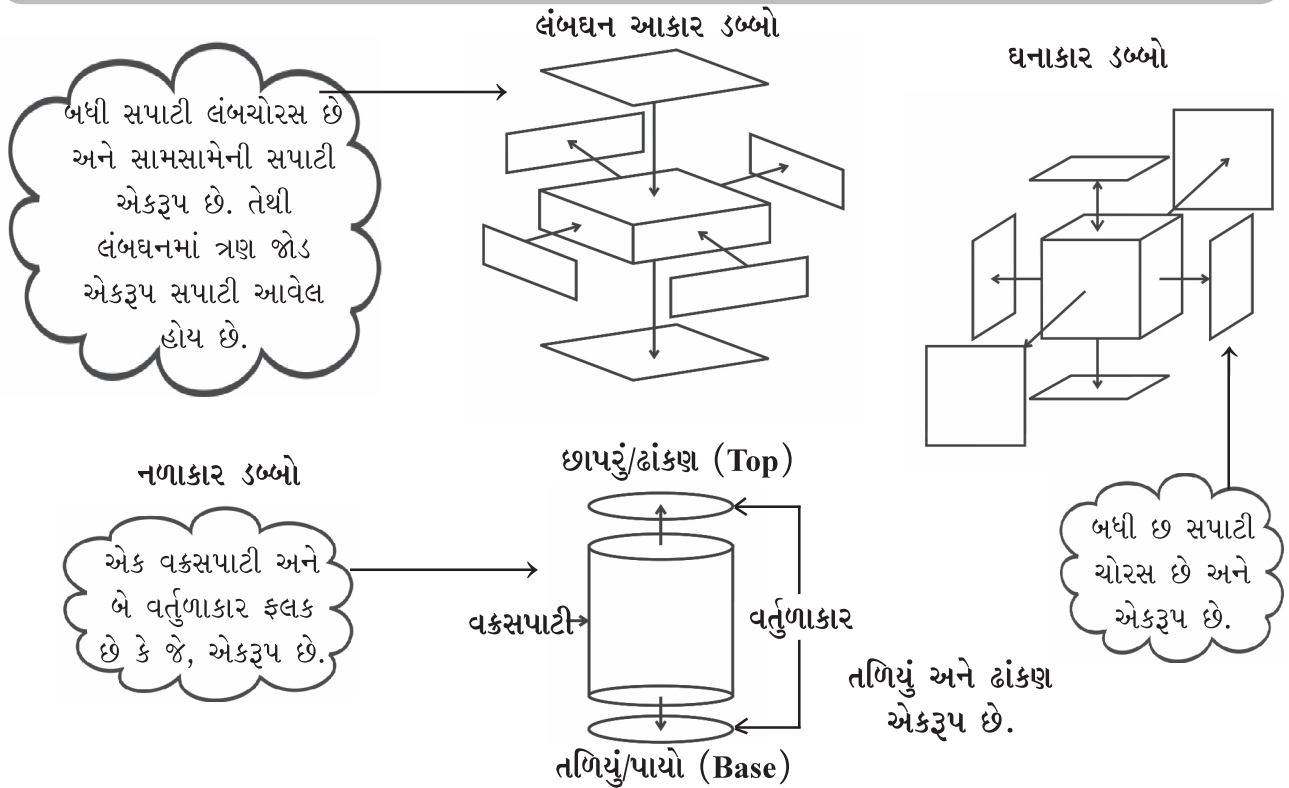 લંબઘન આકાર ડબ્બો
બધી સપાટી લંબચોરસ છે
અને સામસામેની સપાટી
એકરૂપ છે. તેથી
લંબઘનમાં ત્રણ જોડ
એકરૂપ સપાટી આવેલ
હોય છે.
ઘનાકાર ડબ્બો
બધી છ સપાટી
ચોરસ છે અને
એકરૂપ છે.
નળાકાર ડબ્બો
એક વક્રસપાટી અને
બે વર્તુળાકાર ફલક
છે કે જે, એકરૂપ છે.
છાપરું/ઢાંકણ (Top)
વક્રસપાટી
વર્તુળાકાર
તળિયું/પાયો (Base)
તળિયું અને ઢાંકણ
એકરૂપ છે.